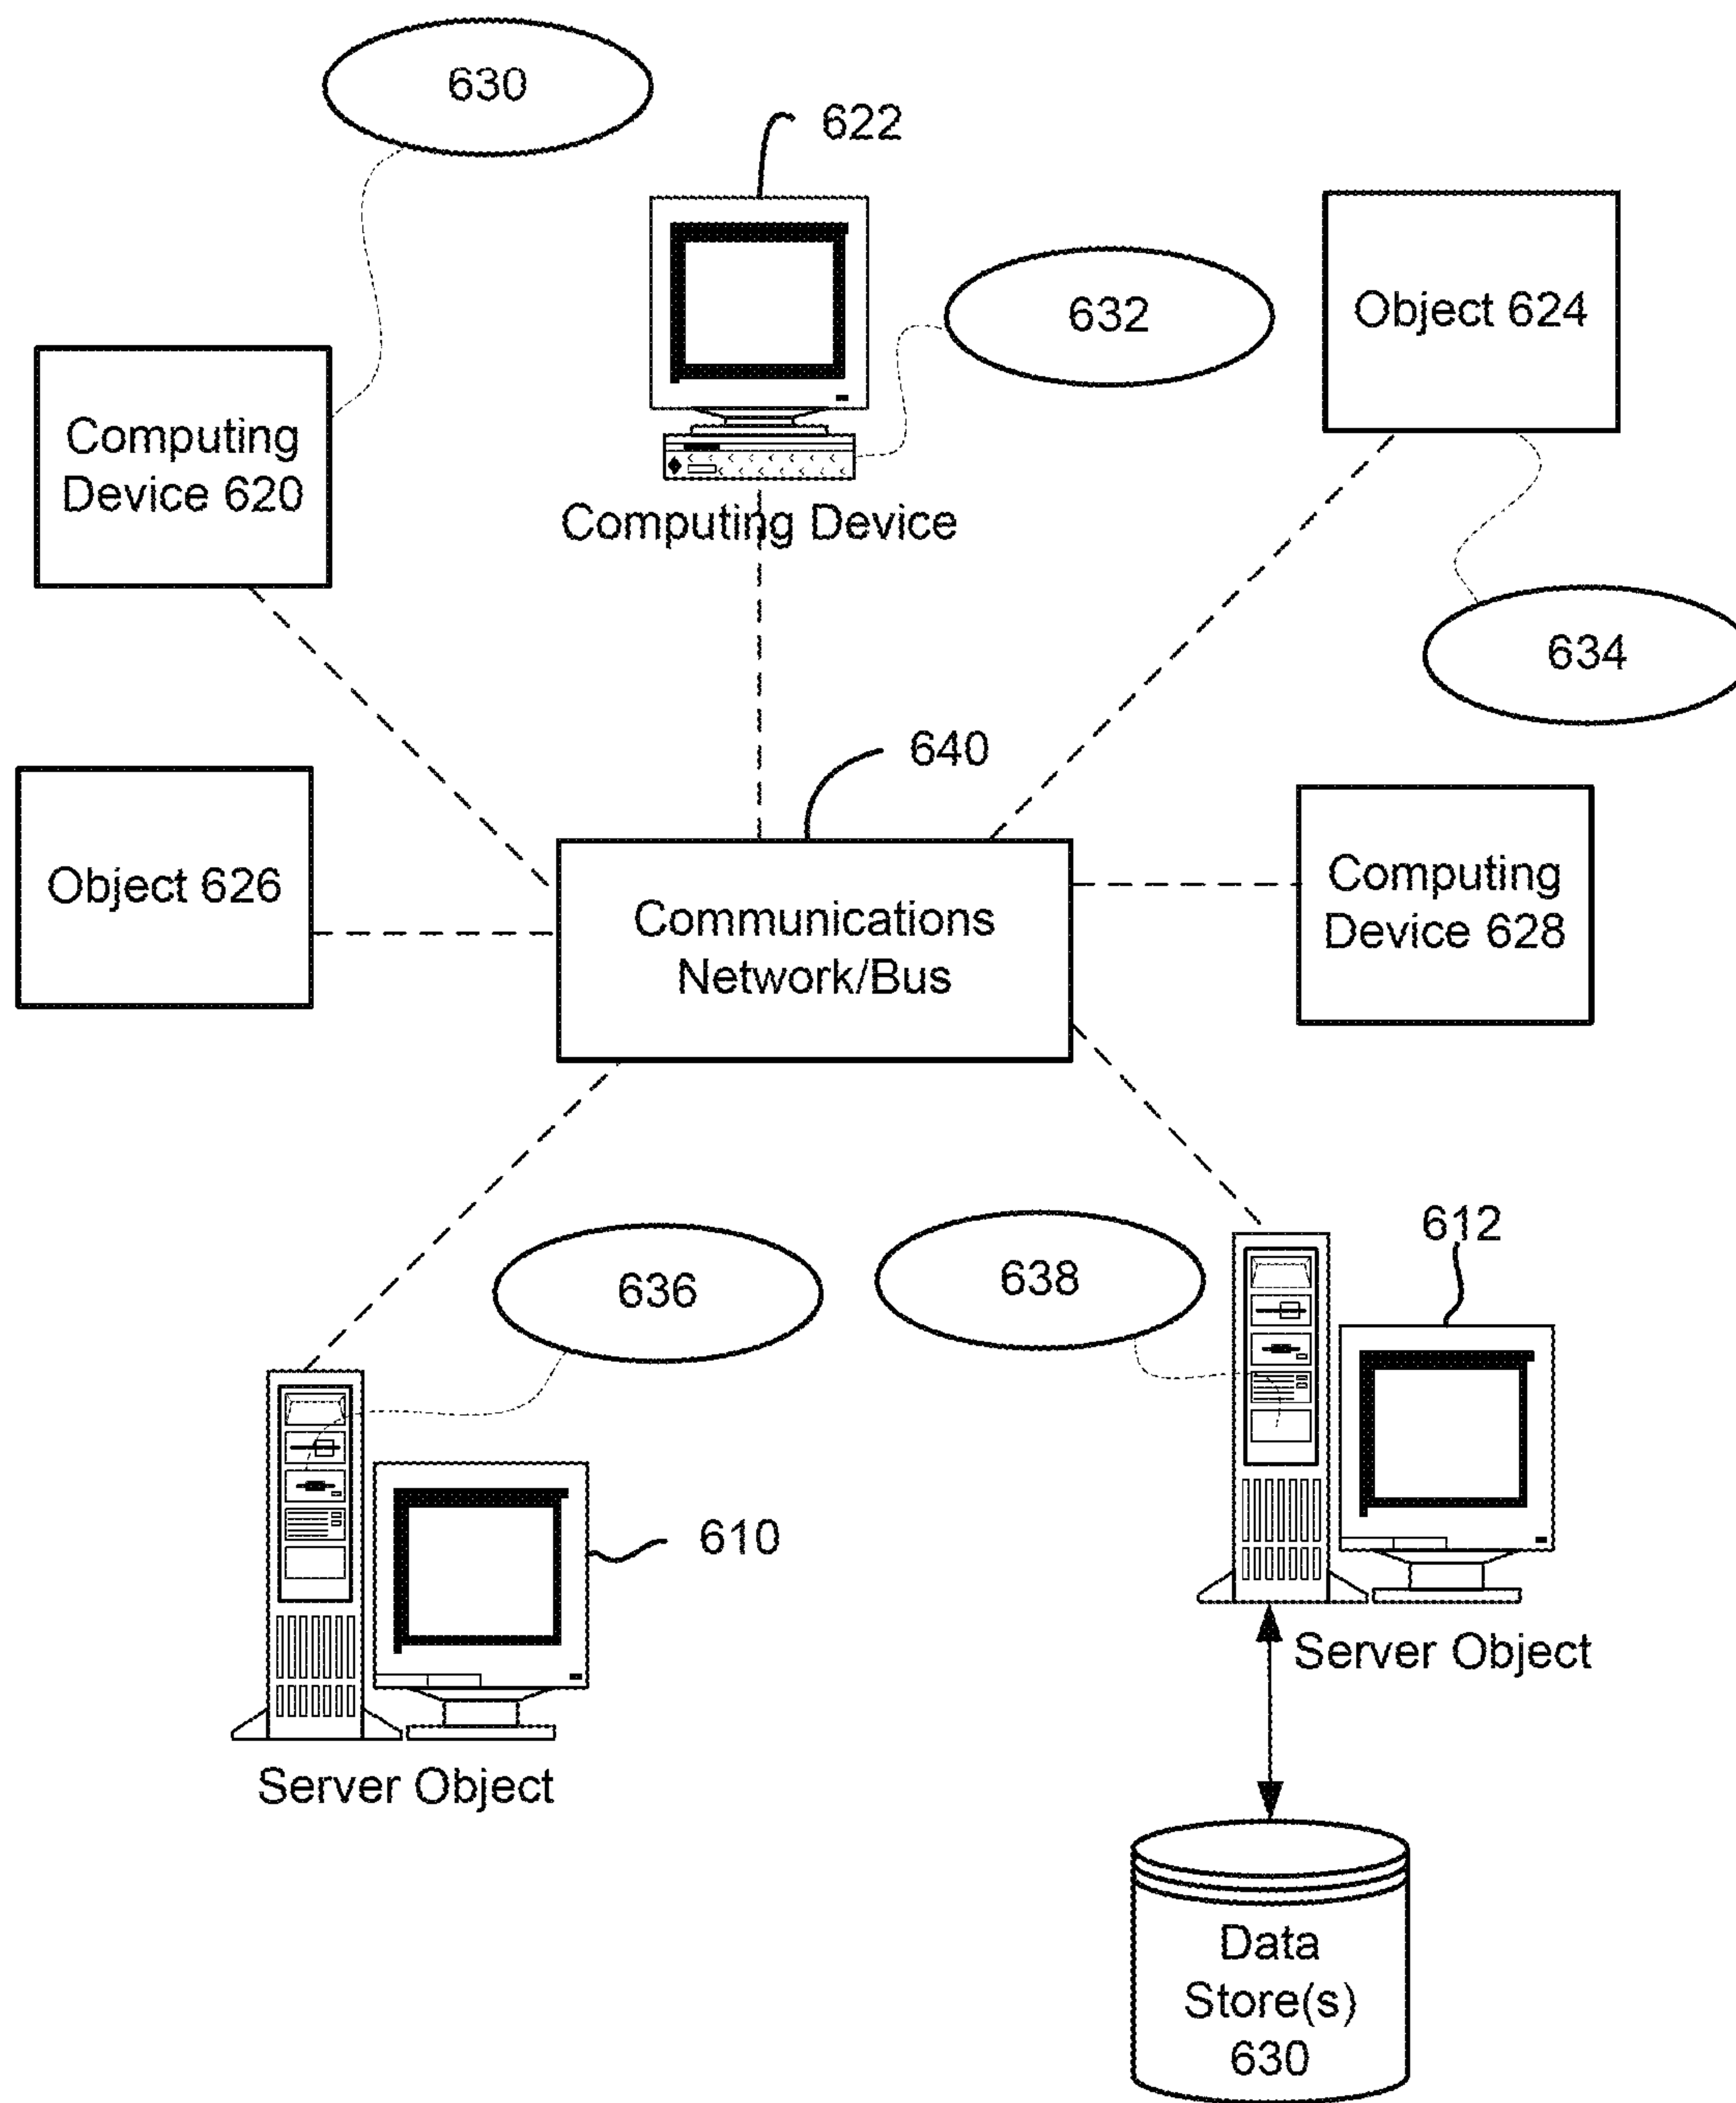 630
622
632
Object 624
Computing
Device 620
Computing Device
634
640
Object 626
Communications
Network/Bus
Computing
Device 628
636
638
612
610
Server Object
Server Object
Data
Store(s)
630